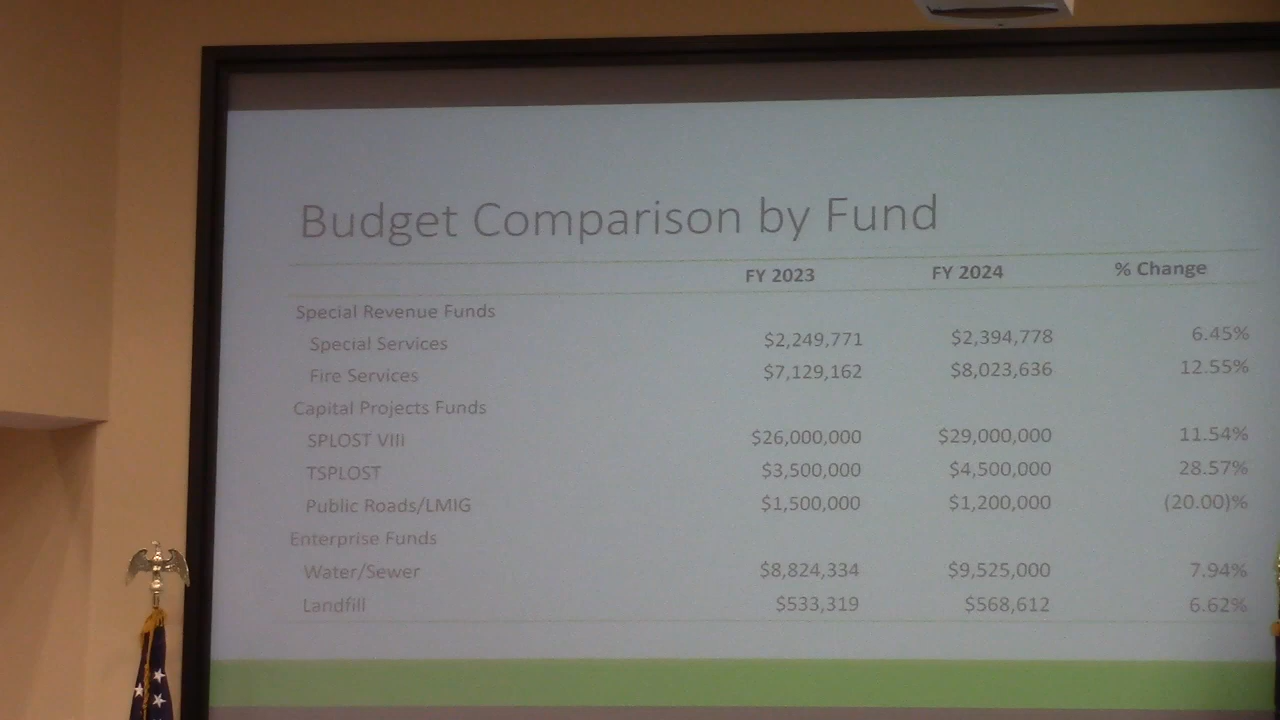 Budget Comparison by Fund
FY 2023 FY 2024 % Change
Special Revenue Funds
Special Services $2,249,771 $2,394,778 6.45%
Fire Services $7,129,162 $8,023,636 12.55%
Capital Projects Funds
SPLOST VIII $26,000,000 $29,000,000 11.54%
TSPLOST $3,500,000 $4,500,000 28.57%
Public Roads/LMIG $1,500,000 $1,200,000 (20.00)%
Enterprise Funds
Water/Sewer $8,824,334 $9,525,000 7.94%
Landfill $533,319 $568,612 6.62%